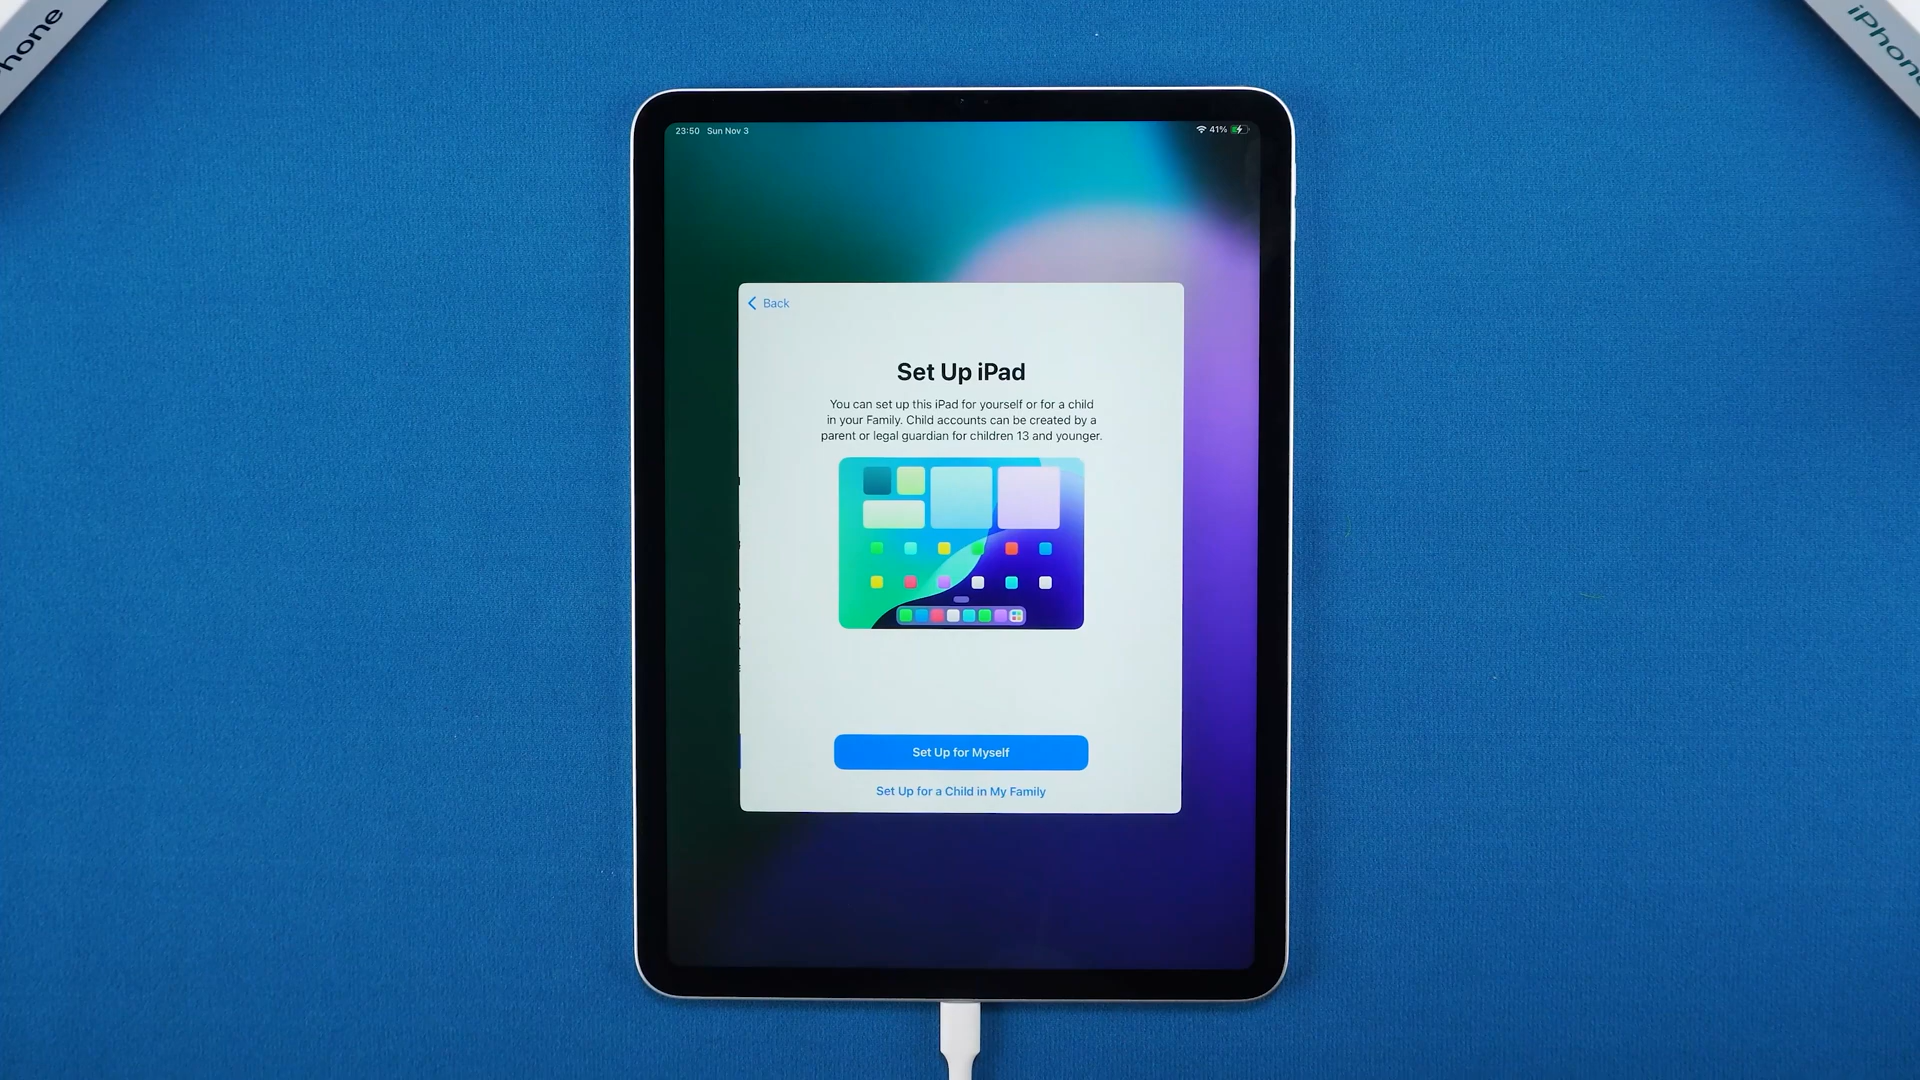 hone
iPhone
23:50 Sun Nov 3
41%
Back
Set Up iPad
You can set up this iPad for yourself or for a child
in your Family. Child accounts can be created by a
parent or legal guardian for children 13 and younger.
Set Up for Myself
Set Up for a Child in My Family